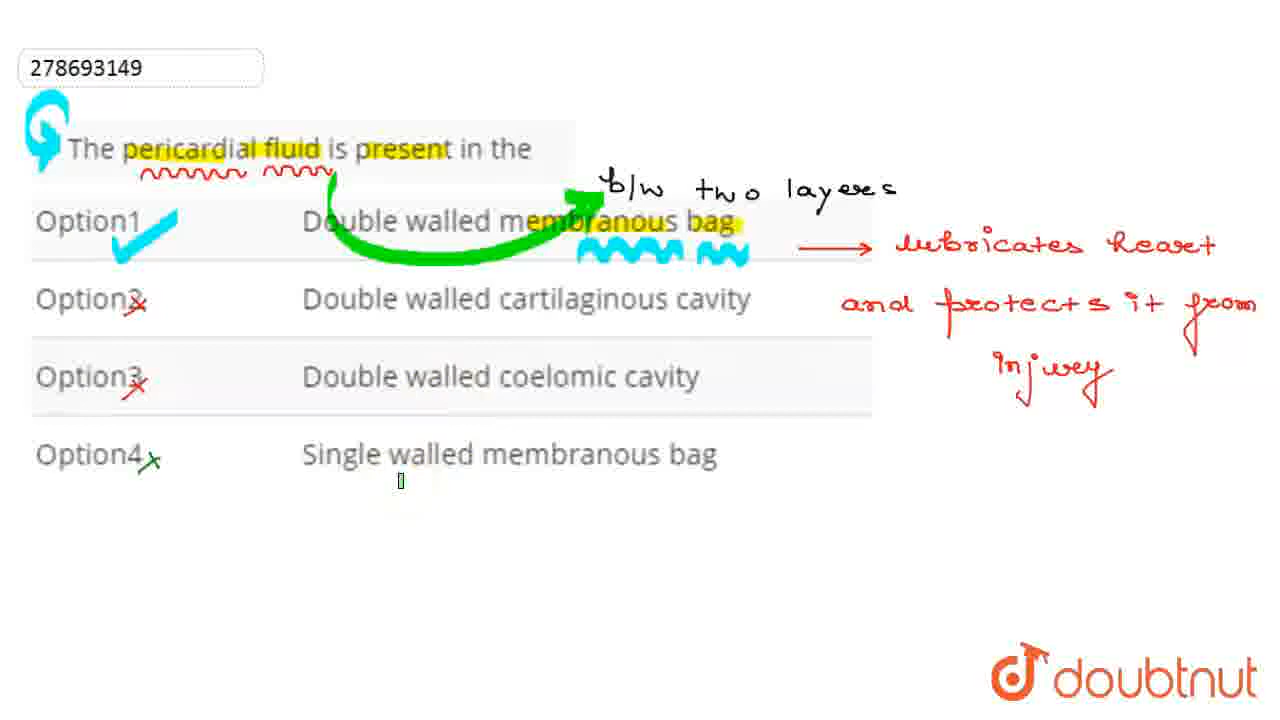 278693149
The pericardial fluid is present in the
b/w two layers
Option1 Double walled membranous bag
→ lubricates heart
Option2 Double walled cartilaginous cavity
and protects it from
Option3 Double walled coelomic cavity
injury
Option4 Single walled membranous bag
doubtnut